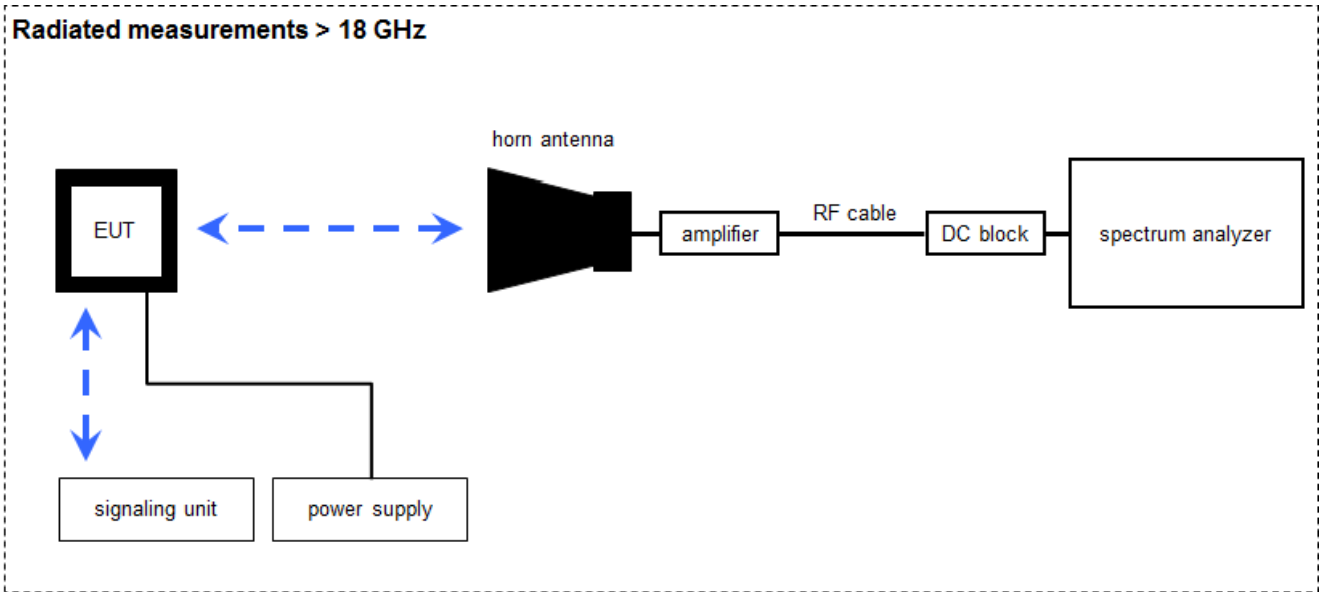 Radiated measurements > 18 GHz
horn antenna
EUT
amplifier
RF cable
DC block
spectrum analyzer
signaling unit
power supply